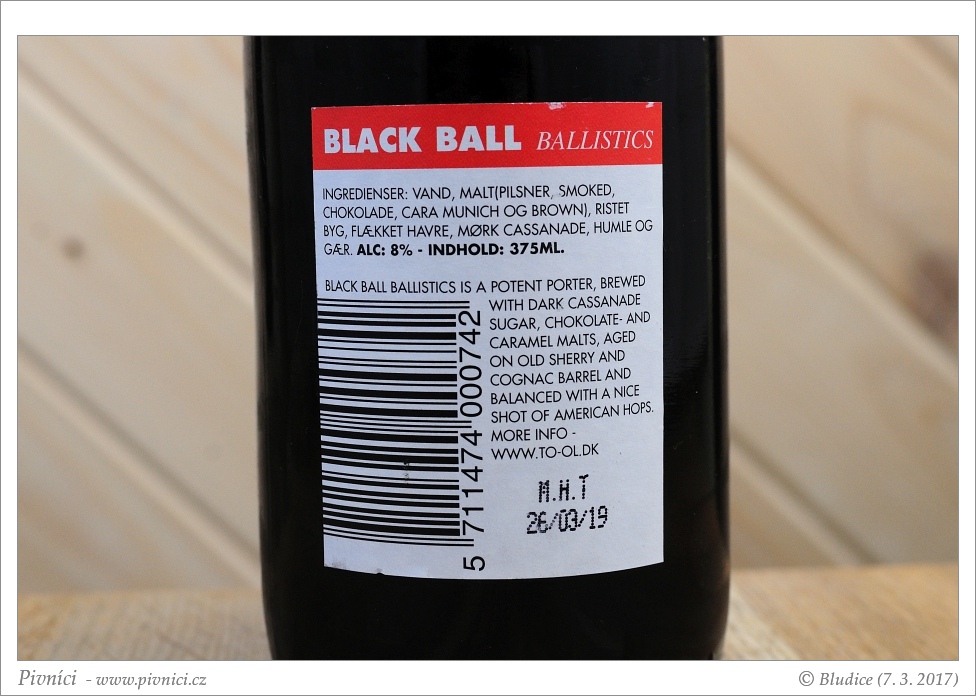 BLACK BALL BALLISTICS
INGREDIENSER: VAND, MALT(PILSNER, SMOKED,
CHOKOLADE, CARA MUNICH OG BROWN), RISTET
BYG, FLÆKKET HAVRE, MØRK CASSANADE, HUMLE OG
GÆR. ALC: 8% - INDHOLD: 375ML.
BLACK BALL BALLISTICS IS A POTENT PORTER, BREWED
WITH DARK CASSANADE
SUGAR, CHOKOLATE- AND
CARAMEL MALTS, AGED
ON OLD SHERRY AND
COGNAC BARREL AND
BALANCED WITH A NICE
SHOT OF AMERICAN HOPS.
MORE INFO -
WWW.TO-OL.DK
5 711474 000742
M.H.T
26/03/19
Pivníci - www.pivnici.cz
© Bludice (7. 3. 2017)